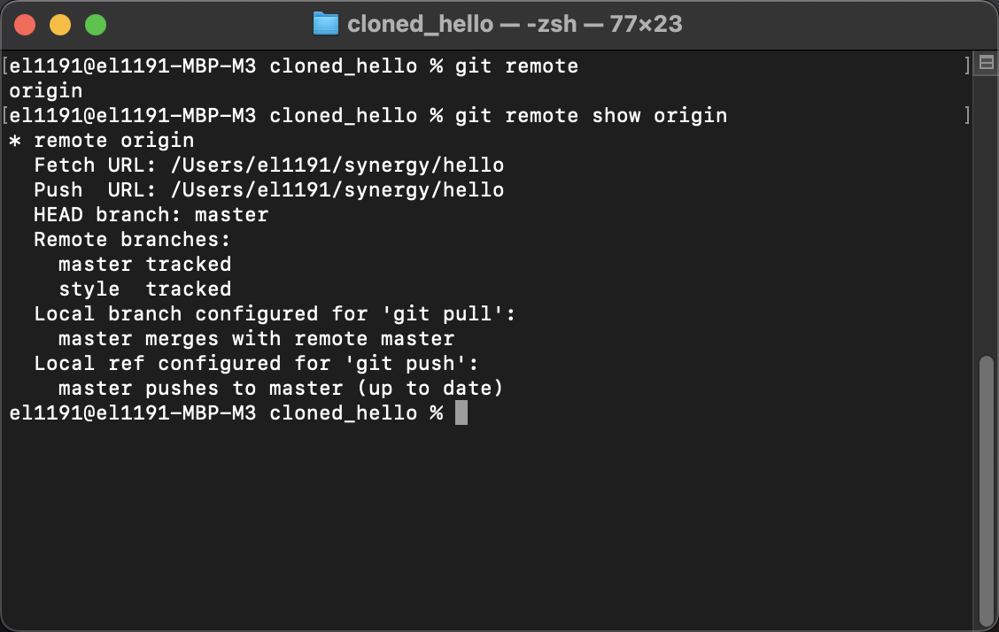 cloned_hello — -zsh — 77×23
[el1191@el1191-MBP-M3 cloned_hello % git remote ]
origin
[el1191@el1191-MBP-M3 cloned_hello % git remote show origin ]
* remote origin
  Fetch URL: /Users/el1191/synergy/hello
  Push  URL: /Users/el1191/synergy/hello
  HEAD branch: master
  Remote branches:
    master tracked
    style  tracked
  Local branch configured for 'git pull':
    master merges with remote master
  Local ref configured for 'git push':
    master pushes to master (up to date)
el1191@el1191-MBP-M3 cloned_hello %